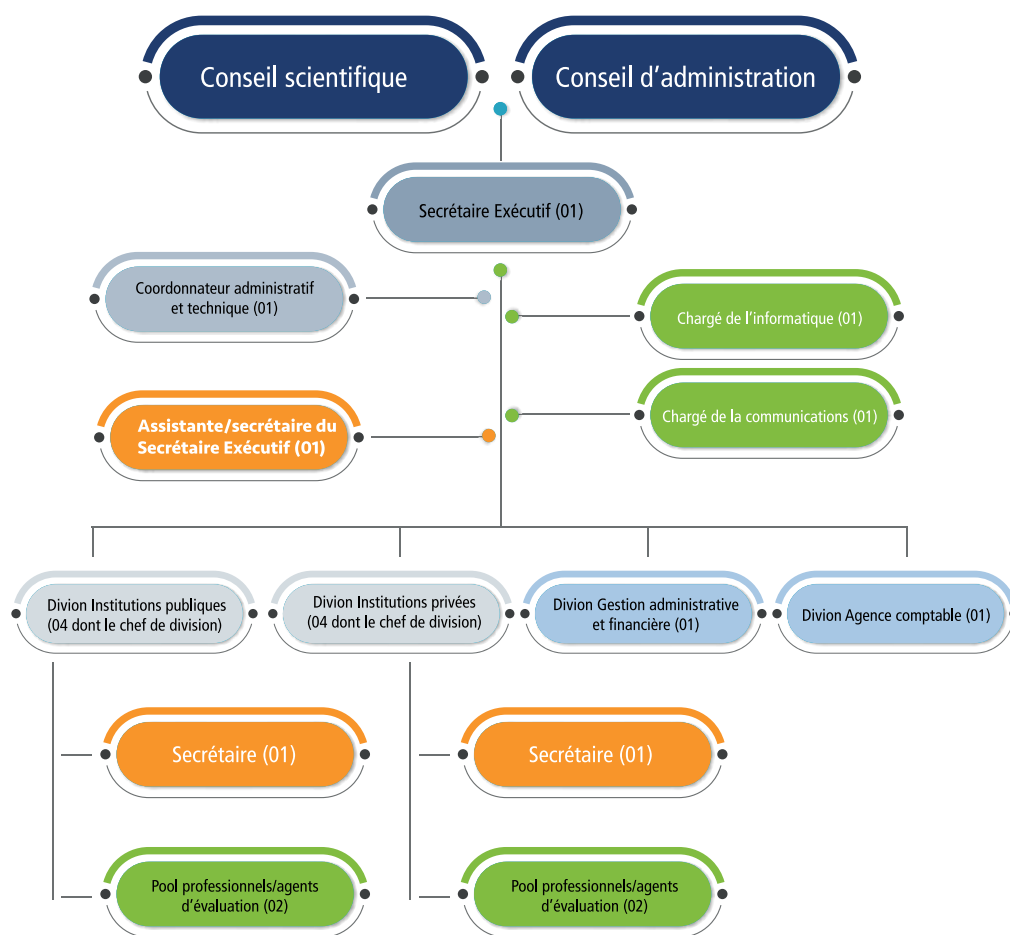 Conseil scientifique
Conseil d’administration
Secrétaire Exécutif (01)
Coordonnateur administratif
et technique (01)
Chargé de l’informatique (01)
Chargé de la communications (01)
Assistante/secrétaire du
Secrétaire Exécutif (01)
Divion Institutions publiques
(04 dont le chef de division)
Divion Institutions privées
(04 dont le chef de division)
Divion Gestion administrative
et financière (01)
Divion Agence comptable (01)
Secrétaire (01)
Secrétaire (01)
Pool professionnels/agents
d’évaluation (02)
Pool professionnels/agents
d’évaluation (02)